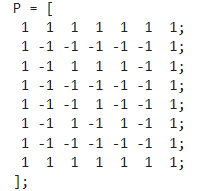 P = [
1 1 1 1 1 1 1;
1 -1 -1 -1 -1 -1 1;
1 -1 1 1 1 -1 1;
1 -1 1 -1 -1 -1 1;
1 -1 -1 1 -1 -1 1;
1 -1 1 -1 1 -1 1;
1 -1 -1 -1 -1 -1 1;
1 1 1 1 1 1 1;
];